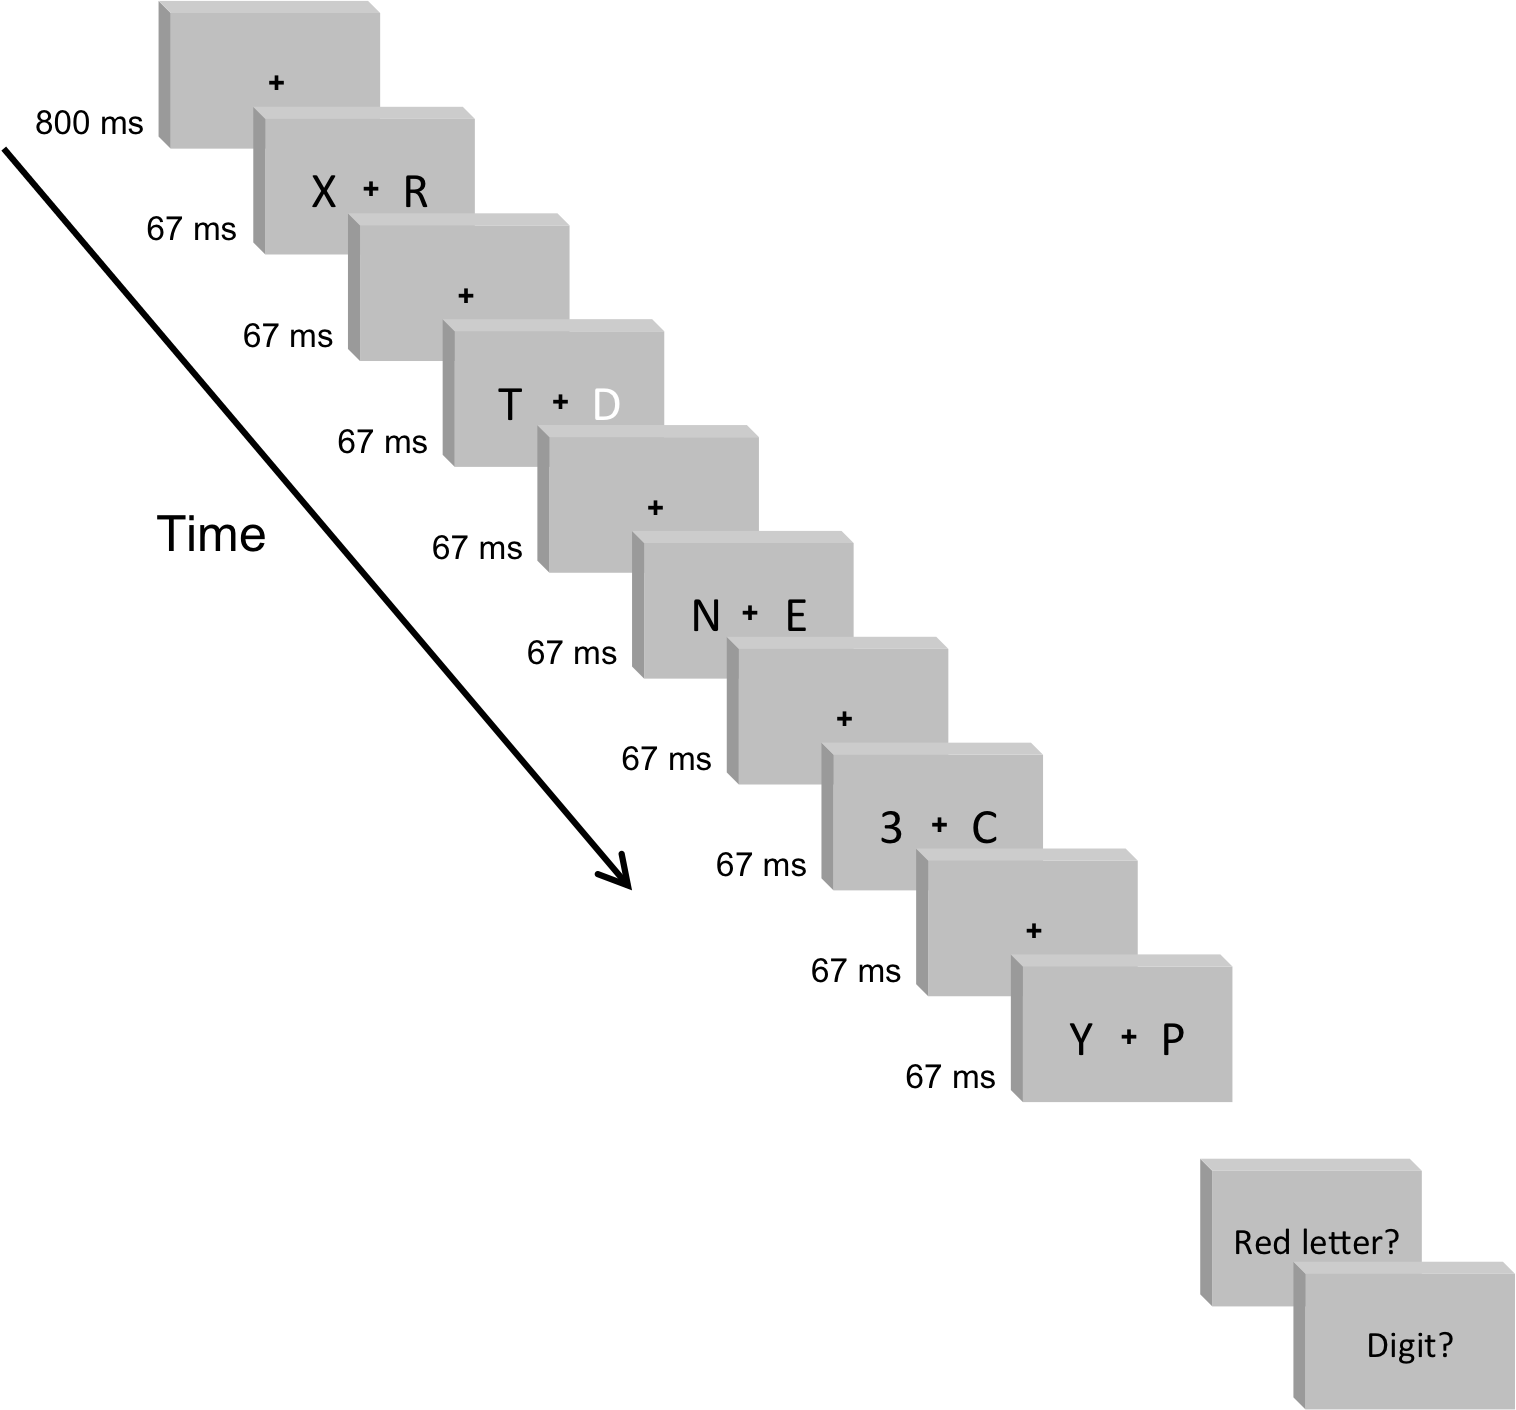 +
800 ms
X + R
67 ms
+
67 ms
T + D
67 ms
+
67 ms
Time
N + E
67 ms
+
67 ms
3 + C
67 ms
+
67 ms
Y + P
67 ms
Red letter?
Digit?